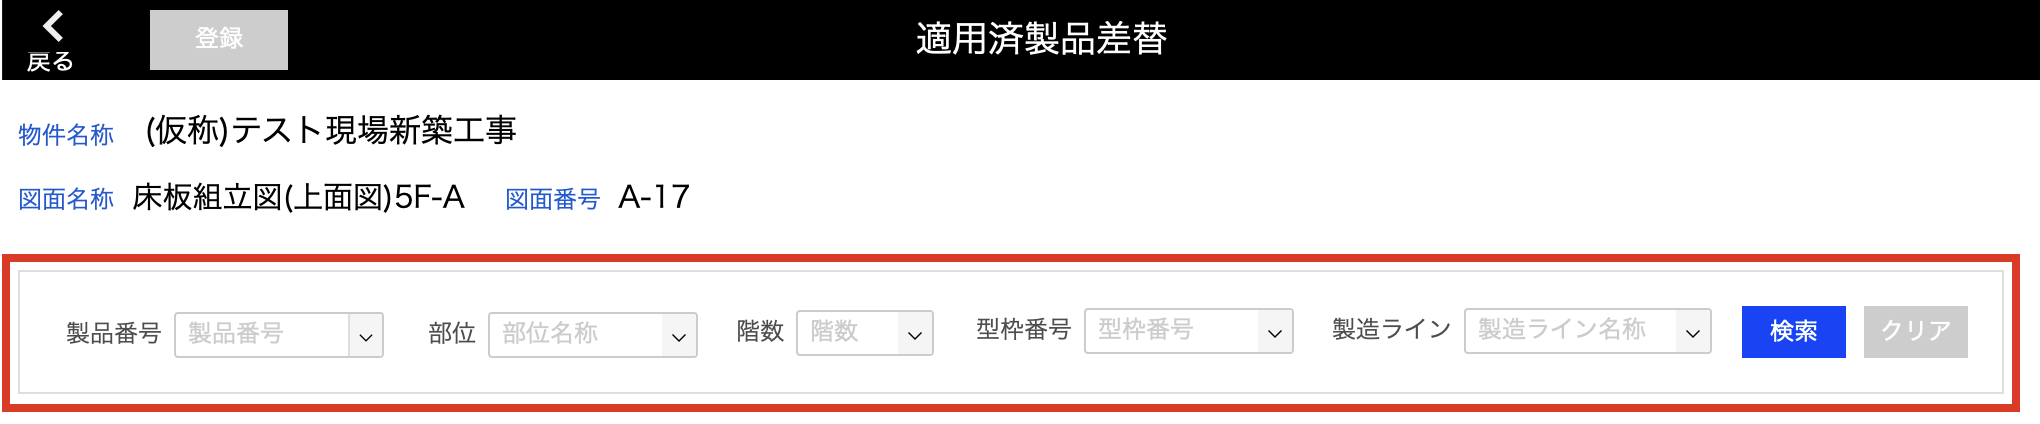 戻る 登録 適用済製品差替
物件名称 (仮称)テスト現場新築工事
図面名称 床板組立図(上面図)5F-A 図面番号 A-17
製品番号 製品番号 部位 部位名称 階数 階数 型枠番号 型枠番号 製造ライン 製造ライン名称 検索 クリア